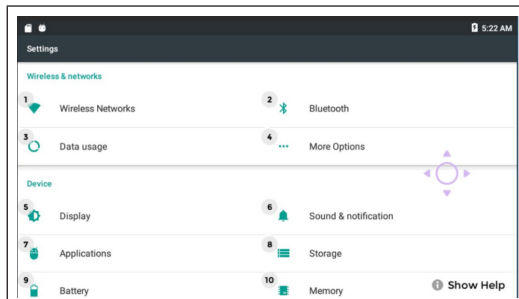 5:22 AM
Settings
Wireless & networks
1 Wireless Networks
2 Bluetooth
3 Data usage
4 More Options
Device
5 Display
6 Sound & notification
7 Applications
8 Storage
9 Battery
10 Memory
Show Help